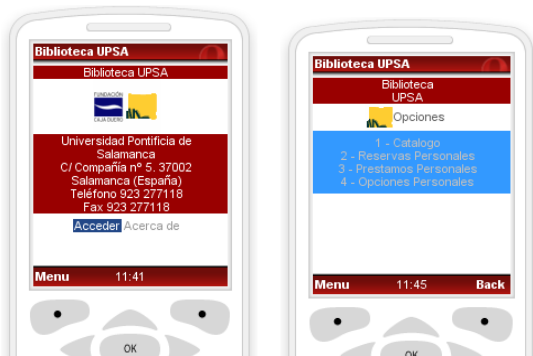 Biblioteca UPSA
Biblioteca UPSA
FUNDACIÓN
CAJA DUERO
Universidad Pontificia de
Salamanca
C/ Compañía nº 5. 37002
Salamanca (España)
Teléfono 923 277118
Fax 923 277118
Acceder Acerca de
Menu 11:41
OK
Biblioteca UPSA
Biblioteca
UPSA
Opciones
1 - Catalogo
2 - Reservas Personales
3 - Prestamos Personales
4 - Opciones Personales
Menu 11:45 Back
OK